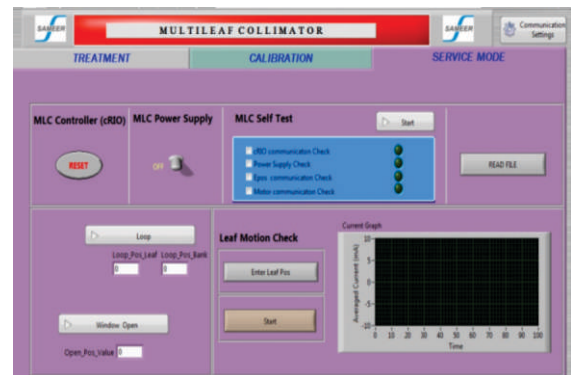 SAMEER
MULTILEAF COLLIMATOR
SAMEER
Communication
Settings
TREATMENT
CALIBRATION
SERVICE MODE
MLC Controller (cRIO)
MLC Power Supply
MLC Self Test
Start
RESET
OFF
cRIO communicaton Check
Power Supply Check
Epos communicaton Check
Motor communicaton Check
READ FILE
Loop
Loop_Pos_Leaf
Loop_Pos_Bank
0
0
Window Open
Open_Pos_Value
0
Leaf Motion Check
Enter Leaf Pos
Start
Current Graph
Averaged Current (mA)
10
5
0
-5
-10
0 10 20 30 40 50 60 70 80 90 100
Time